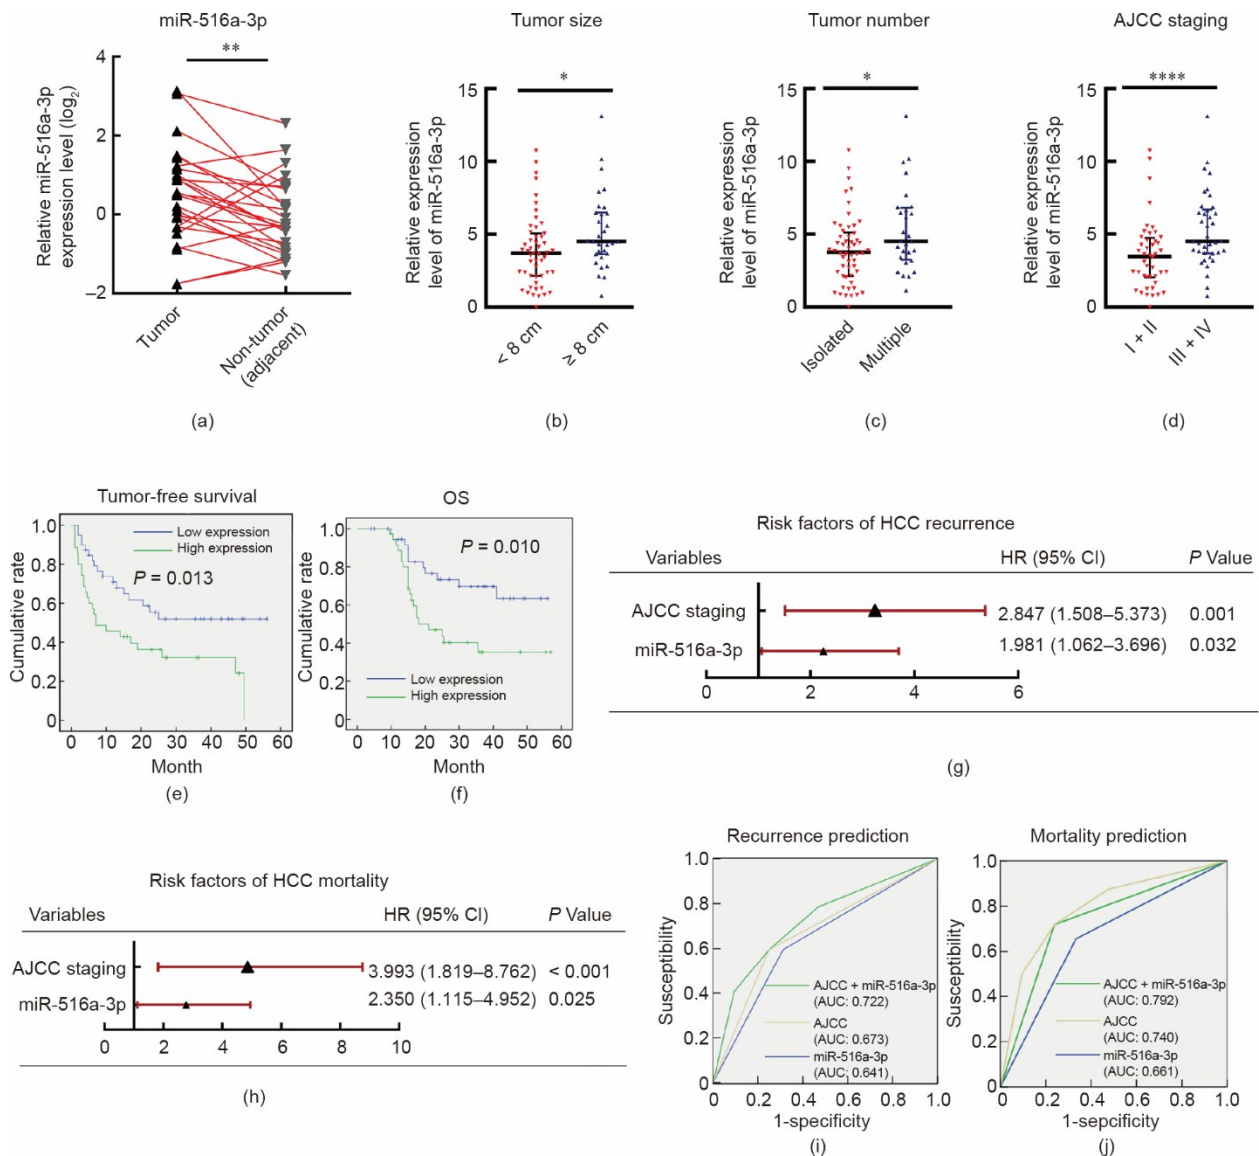 miR-516a-3p
**
Relative miR-516a-3p
expression level (log2)
4
2
0
−2
Tumor
Non-tumor
(adjacent)
(a)
Tumor size
*
Relative expression
level of miR-516a-3p
15
10
5
0
< 8 cm
≥ 8 cm
(b)
Tumor number
*
Relative expression
level of miR-516a-3p
15
10
5
0
Isolated
Multiple
(c)
AJCC staging
****
Relative expression
level of miR-516a-3p
15
10
5
0
I + II
III + IV
(d)
Tumor-free survival
Cumulative rate
1.0
0.8
0.6
0.4
0.2
0
Low expression
High expression
P = 0.013
0 10 20 30 40 50 60
Month
(e)
OS
Cumulative rate
1.0
0.8
0.6
0.4
0.2
0
P = 0.010
Low expression
High expression
0 10 20 30 40 50 60
Month
(f)
Risk factors of HCC recurrence
Variables HR (95% CI) P Value
AJCC staging 2.847 (1.508–5.373) 0.001
miR-516a-3p 1.981 (1.062–3.696) 0.032
0 2 4 6
(g)
Risk factors of HCC mortality
Variables HR (95% CI) P Value
AJCC staging 3.993 (1.819–8.762) < 0.001
miR-516a-3p 2.350 (1.115–4.952) 0.025
0 2 4 6 8 10
(h)
Recurrence prediction
Susceptibility
1.0
0.8
0.6
0.4
0.2
0
AJCC + miR-516a-3p
(AUC: 0.722)
AJCC
(AUC: 0.673)
miR-516a-3p
(AUC: 0.641)
0 0.2 0.4 0.6 0.8 1.0
1-specificity
(i)
Mortality prediction
Susceptibility
1.0
0.8
0.6
0.4
0.2
0
AJCC + miR-516a-3p
(AUC: 0.792)
AJCC
(AUC: 0.740)
miR-516a-3p
(AUC: 0.661)
0 0.2 0.4 0.6 0.8 1.0
1-sepcificity
(j)